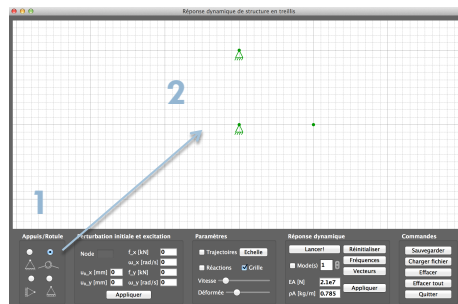 Réponse dynamique de structure en treillis
2
1
Appuis/Rotule
Perturbation initiale et excitation
Node
f_x [kN] 0
ω_x [rad/s] 0
u₀_x [mm] 0 f_y [kN] 0
u₀_y [mm] 0 ω_y [rad/s] 0
Appliquer
Paramètres
Trajectoires Echelle
Réactions Grille
Vitesse
Déformée
Réponse dynamique
Lancer! Réinitialiser
Mode(s) 1 Fréquences
Vecteurs
EA [N] 2.1e7
Appliquer
ρA [kg/m] 0.785
Commandes
Sauvegarder
Charger fichier
Effacer
Effacer tout
Quitter